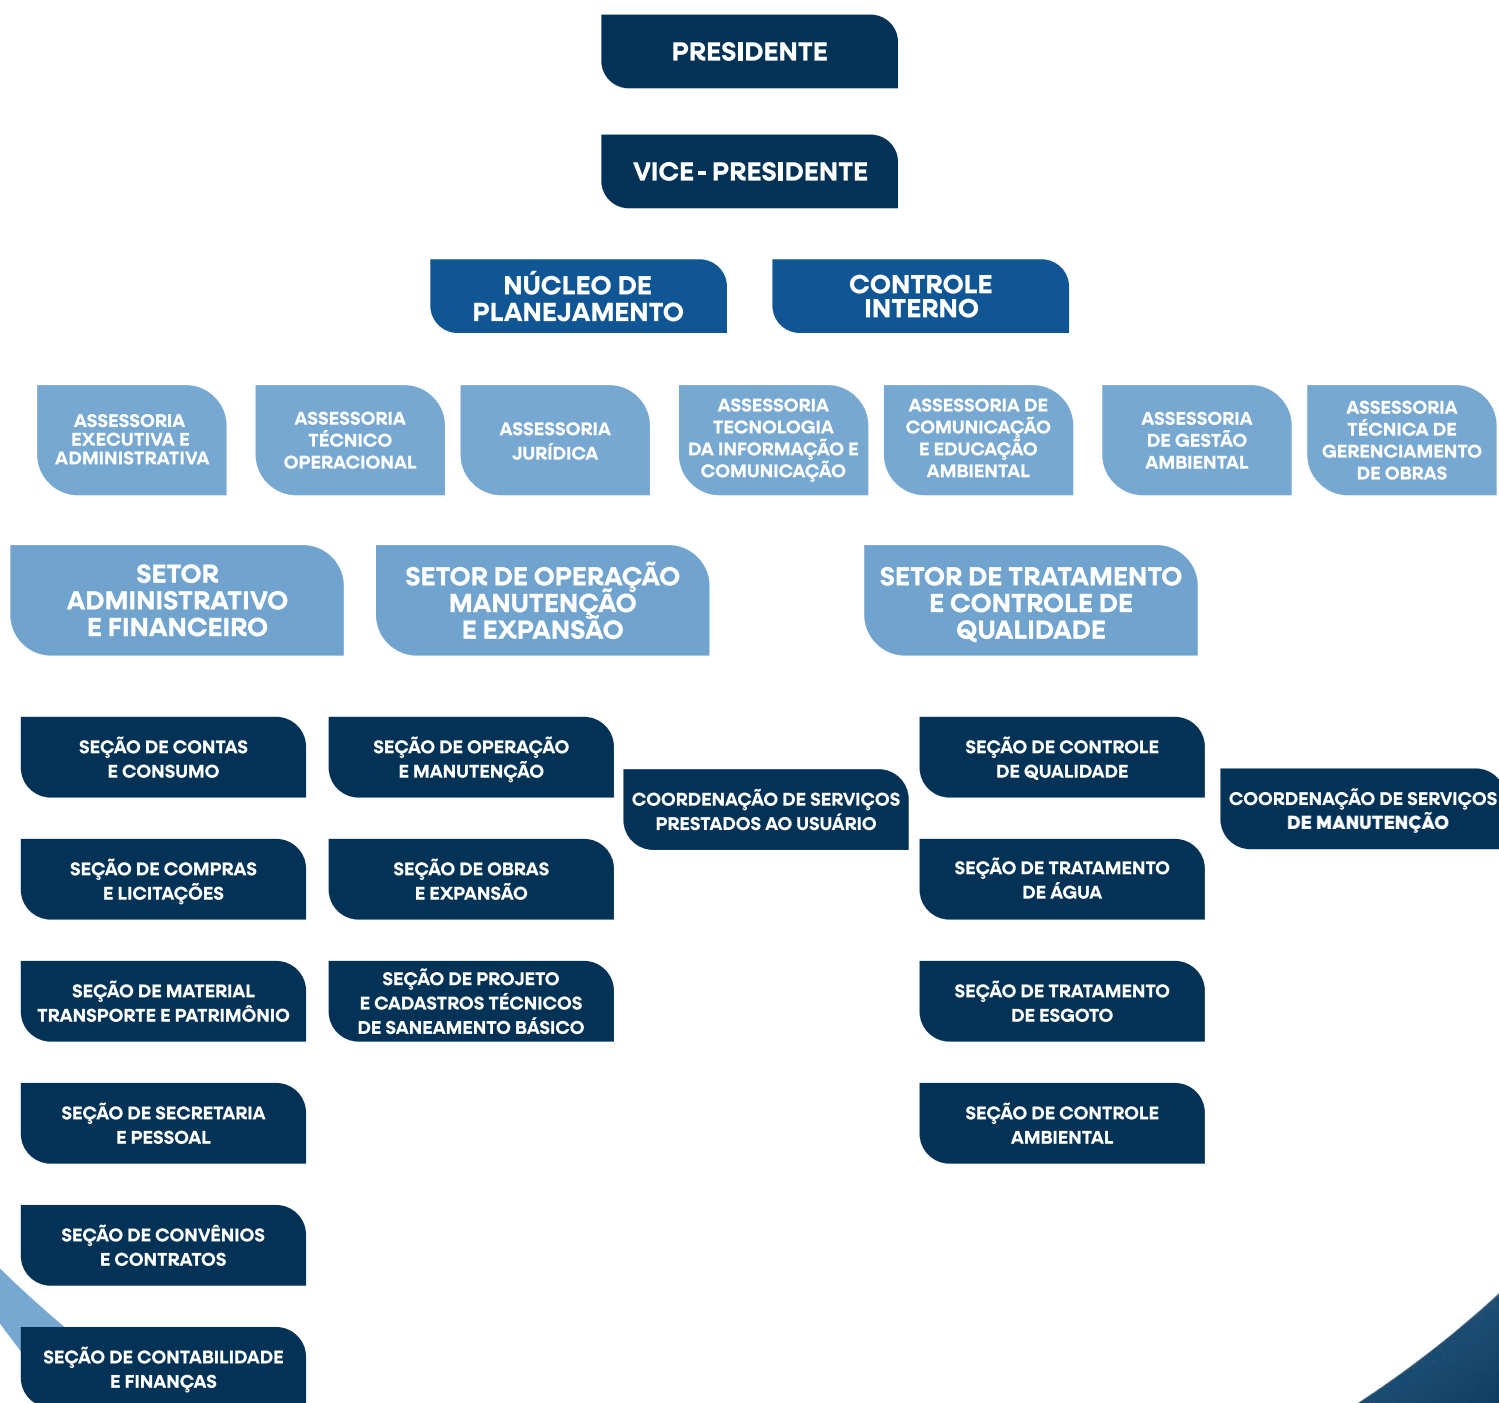 PRESIDENTE
VICE - PRESIDENTE
NÚCLEO DE
PLANEJAMENTO
CONTROLE
INTERNO
ASSESSORIA
EXECUTIVA E
ADMINISTRATIVA
ASSESSORIA
TÉCNICO
OPERACIONAL
ASSESSORIA
JURÍDICA
ASSESSORIA
TECNOLOGIA
DA INFORMAÇÃO E
COMUNICAÇÃO
ASSESSORIA DE
COMUNICAÇÃO
E EDUCAÇÃO
AMBIENTAL
ASSESSORIA
DE GESTÃO
AMBIENTAL
ASSESSORIA
TÉCNICA DE
GERENCIAMENTO
DE OBRAS
SETOR
ADMINISTRATIVO
E FINANCEIRO
SETOR DE OPERAÇÃO
MANUTENÇÃO
E EXPANSÃO
SETOR DE TRATAMENTO
E CONTROLE DE
QUALIDADE
SEÇÃO DE CONTAS
E CONSUMO
SEÇÃO DE COMPRAS
E LICITAÇÕES
SEÇÃO DE MATERIAL
TRANSPORTE E PATRIMÔNIO
SEÇÃO DE SECRETARIA
E PESSOAL
SEÇÃO DE CONVÊNIOS
E CONTRATOS
SEÇÃO DE CONTABILIDADE
E FINANÇAS
SEÇÃO DE OPERAÇÃO
E MANUTENÇÃO
SEÇÃO DE OBRAS
E EXPANSÃO
SEÇÃO DE PROJETO
E CADASTROS TÉCNICOS
DE SANEAMENTO BÁSICO
COORDENAÇÃO DE SERVIÇOS
PRESTADOS AO USUÁRIO
SEÇÃO DE CONTROLE
DE QUALIDADE
SEÇÃO DE TRATAMENTO
DE ÁGUA
SEÇÃO DE TRATAMENTO
DE ESGOTO
SEÇÃO DE CONTROLE
AMBIENTAL
COORDENAÇÃO DE SERVIÇOS
DE MANUTENÇÃO